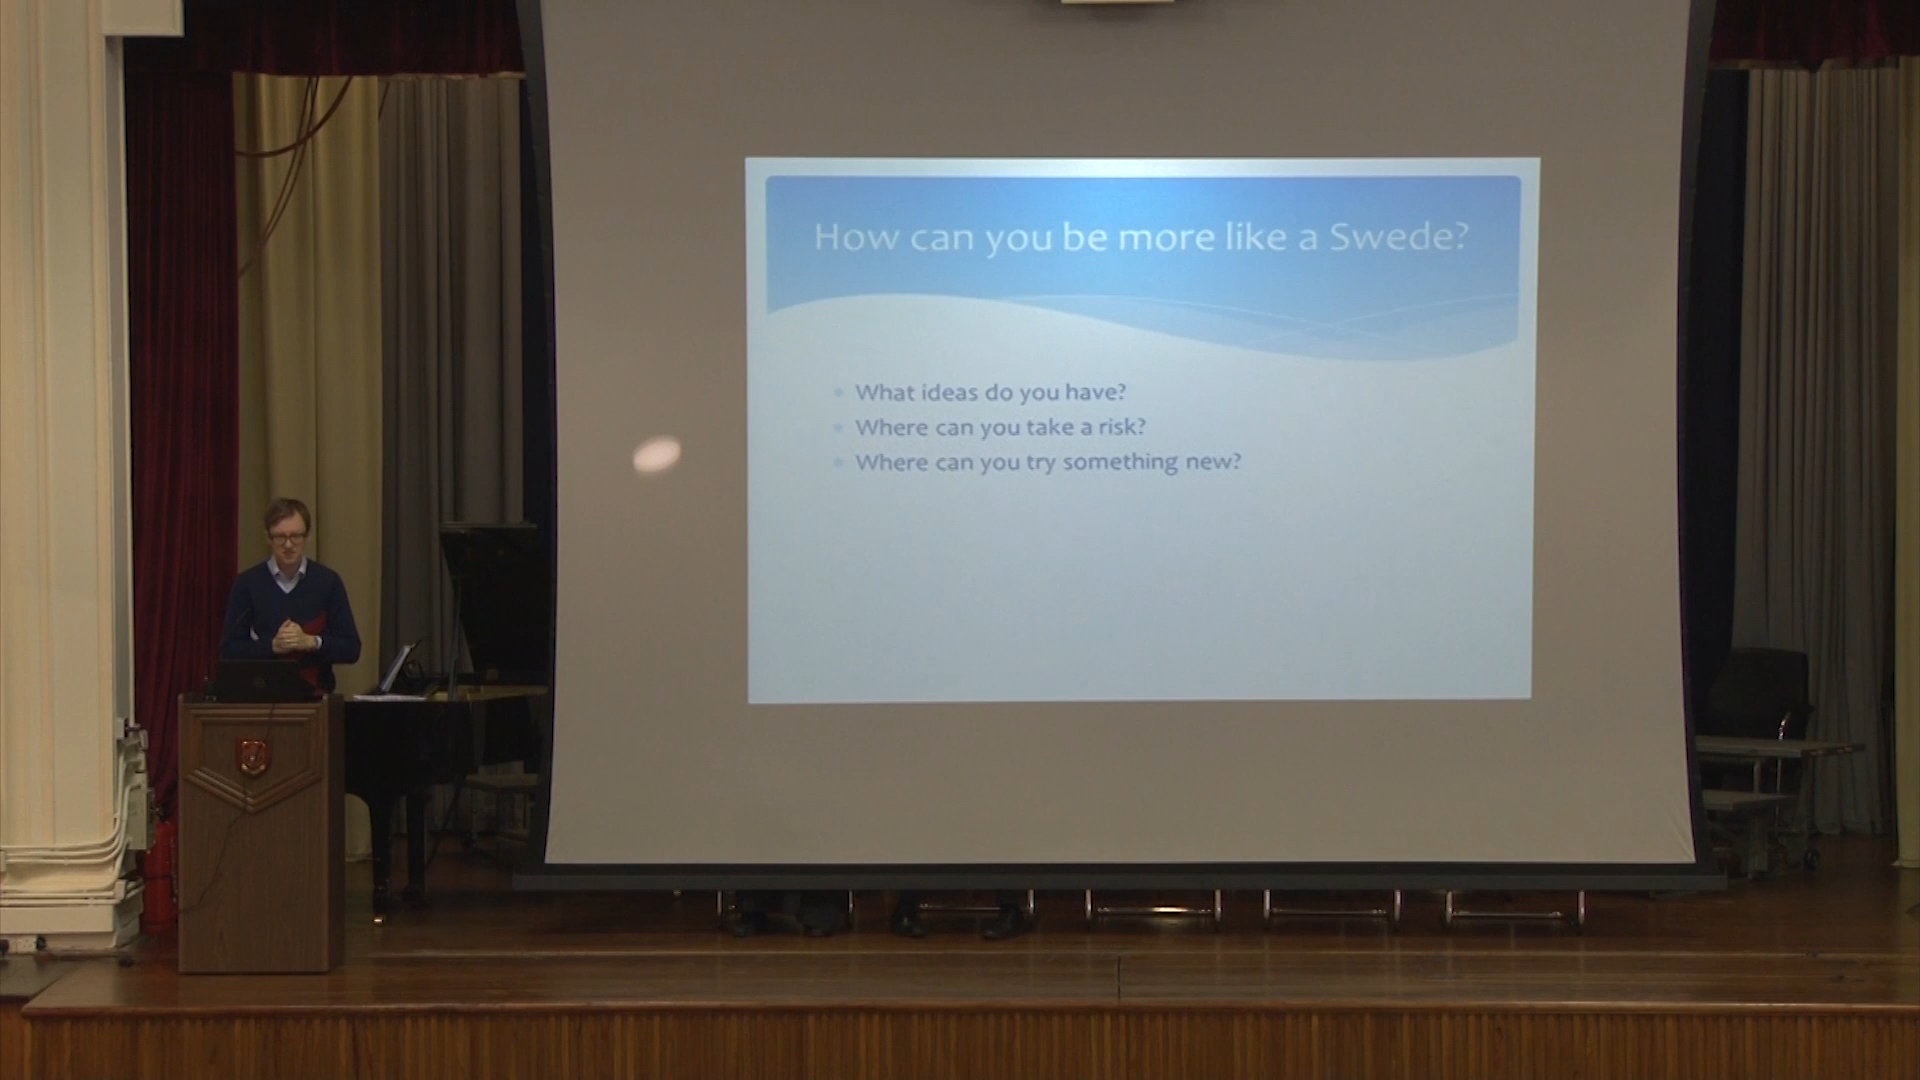 How can you be more like a Swede?
What ideas do you have?
Where can you take a risk?
Where can you try something new?